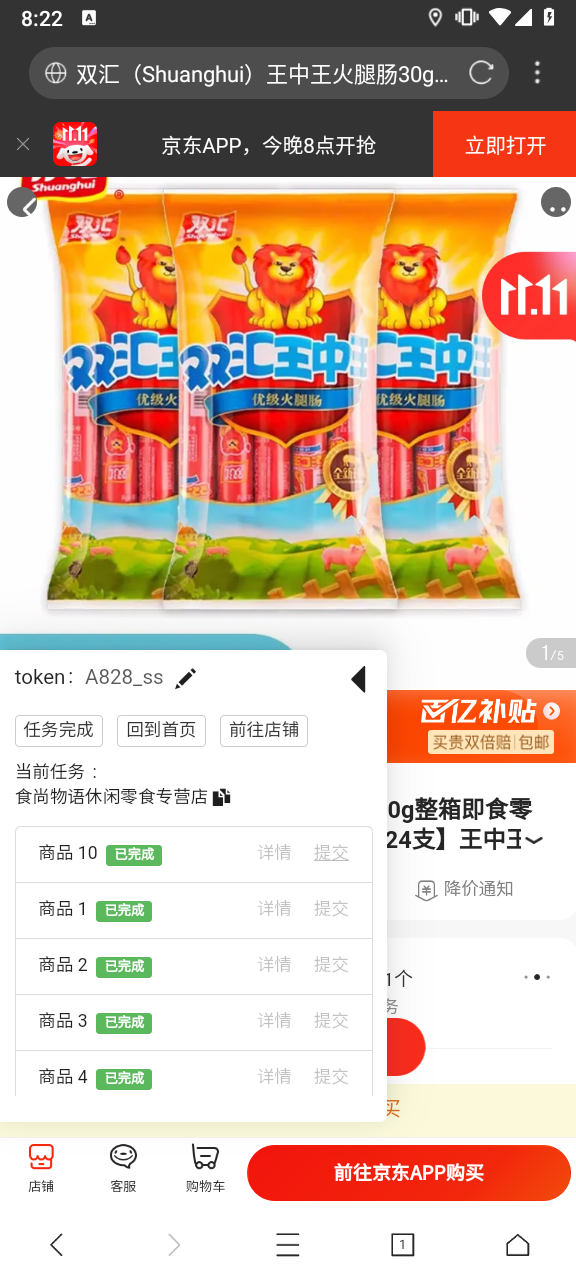 8:22
双汇（Shuanghui）王中王火腿肠30g...
11.11
京东APP，今晚8点开抢
立即打开
Shuanghui
双汇
双汇王中王
优级火腿肠
11.11
1/5
token： A828_ss
任务完成 回到首页 前往店铺
当前任务 :
食尚物语休闲零食专营店
商品 10 已完成 详情 提交
商品 1 已完成 详情 提交
商品 2 已完成 详情 提交
商品 3 已完成 详情 提交
商品 4 已完成 详情 提交
百亿补贴
买贵双倍赔 包邮
0g整箱即食零
24支】王中王
降价通知
1个
务
买
店铺
客服
购物车
前往京东APP购买
1